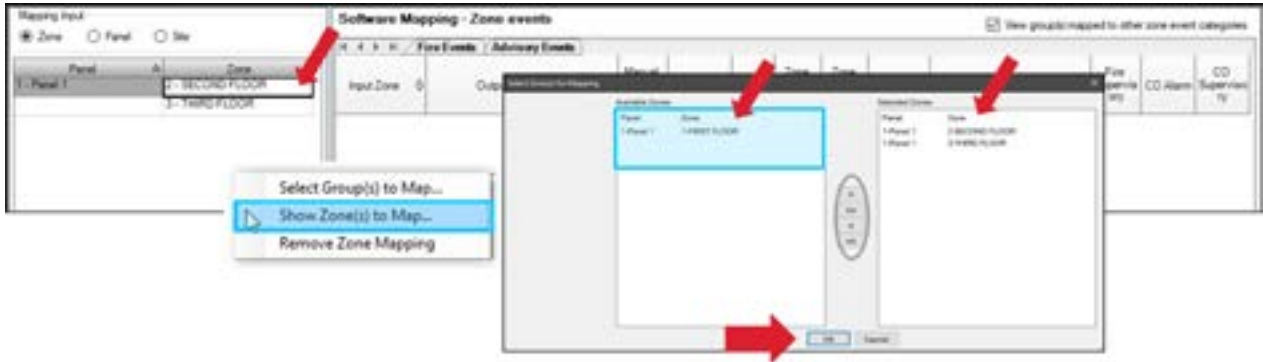 Mapping Input
Zone Panel Site
Panel Zone
1 - Panel 1 2 - SECOND FLOOR
3 - THIRD FLOOR
Software Mapping - Zone events
View group(s) mapped to other zone event categories
Fire Events / Advisory Events
Input Zone
Manual Zone Zone
Fire
CO Alarm
CO
Supervisory
Select Group(s) for Mapping
Available Zones
Panel Zone
1-Panel 1 1-FIRST FLOOR
Selected Zones
Panel Zone
1-Panel 1 2-SECOND FLOOR
1-Panel 1 3-THIRD FLOOR
OK Cancel
Select Group(s) to Map...
Show Zone(s) to Map...
Remove Zone Mapping